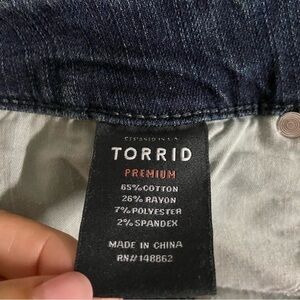 TORRID
PREMIUM
65% COTTON
26% RAYON
7% POLYESTER
2% SPANDEX
MADE IN CHINA
RN// 148862